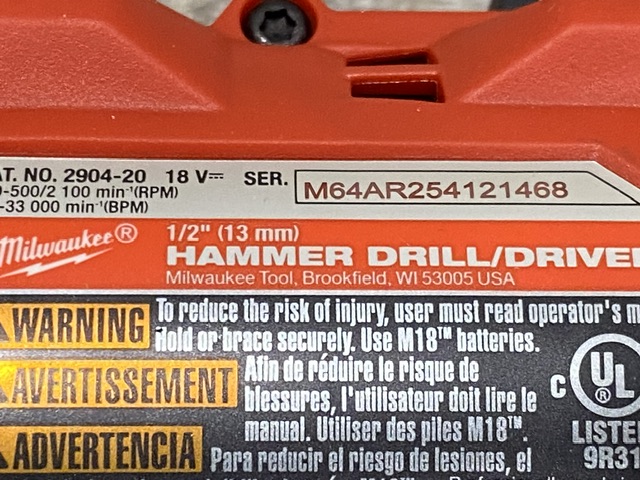 AT. NO. 2904-20 18 V⎓ SER. M64AR254121468
0-500/2 100 min⁻¹(RPM)
-33 000 min⁻¹(BPM)
Milwaukee®
1/2" (13 mm)
HAMMER DRILL/DRIVE
Milwaukee Tool, Brookfield, WI 53005 USA
WARNING To reduce the risk of injury, user must read operator's m
Hold or brace securely. Use M18™ batteries.
AVERTISSEMENT Afin de réduire le risque de
blessures, l'utilisateur doit lire le
manual. Utiliser des piles M18™.
ADVERTENCIA Para reducir el riesgo de lesiones, el
C UL®
LISTE
9R31